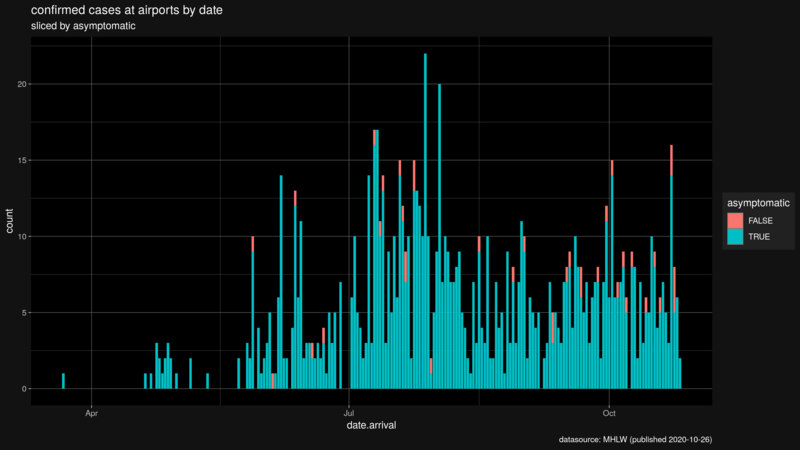 confirmed cases at airports by date
sliced by asymptomatic
count
20
15
10
5
0
Apr
Jul
Oct
date.arrival
asymptomatic
FALSE
TRUE
datasource: MHLW (published 2020-10-26)